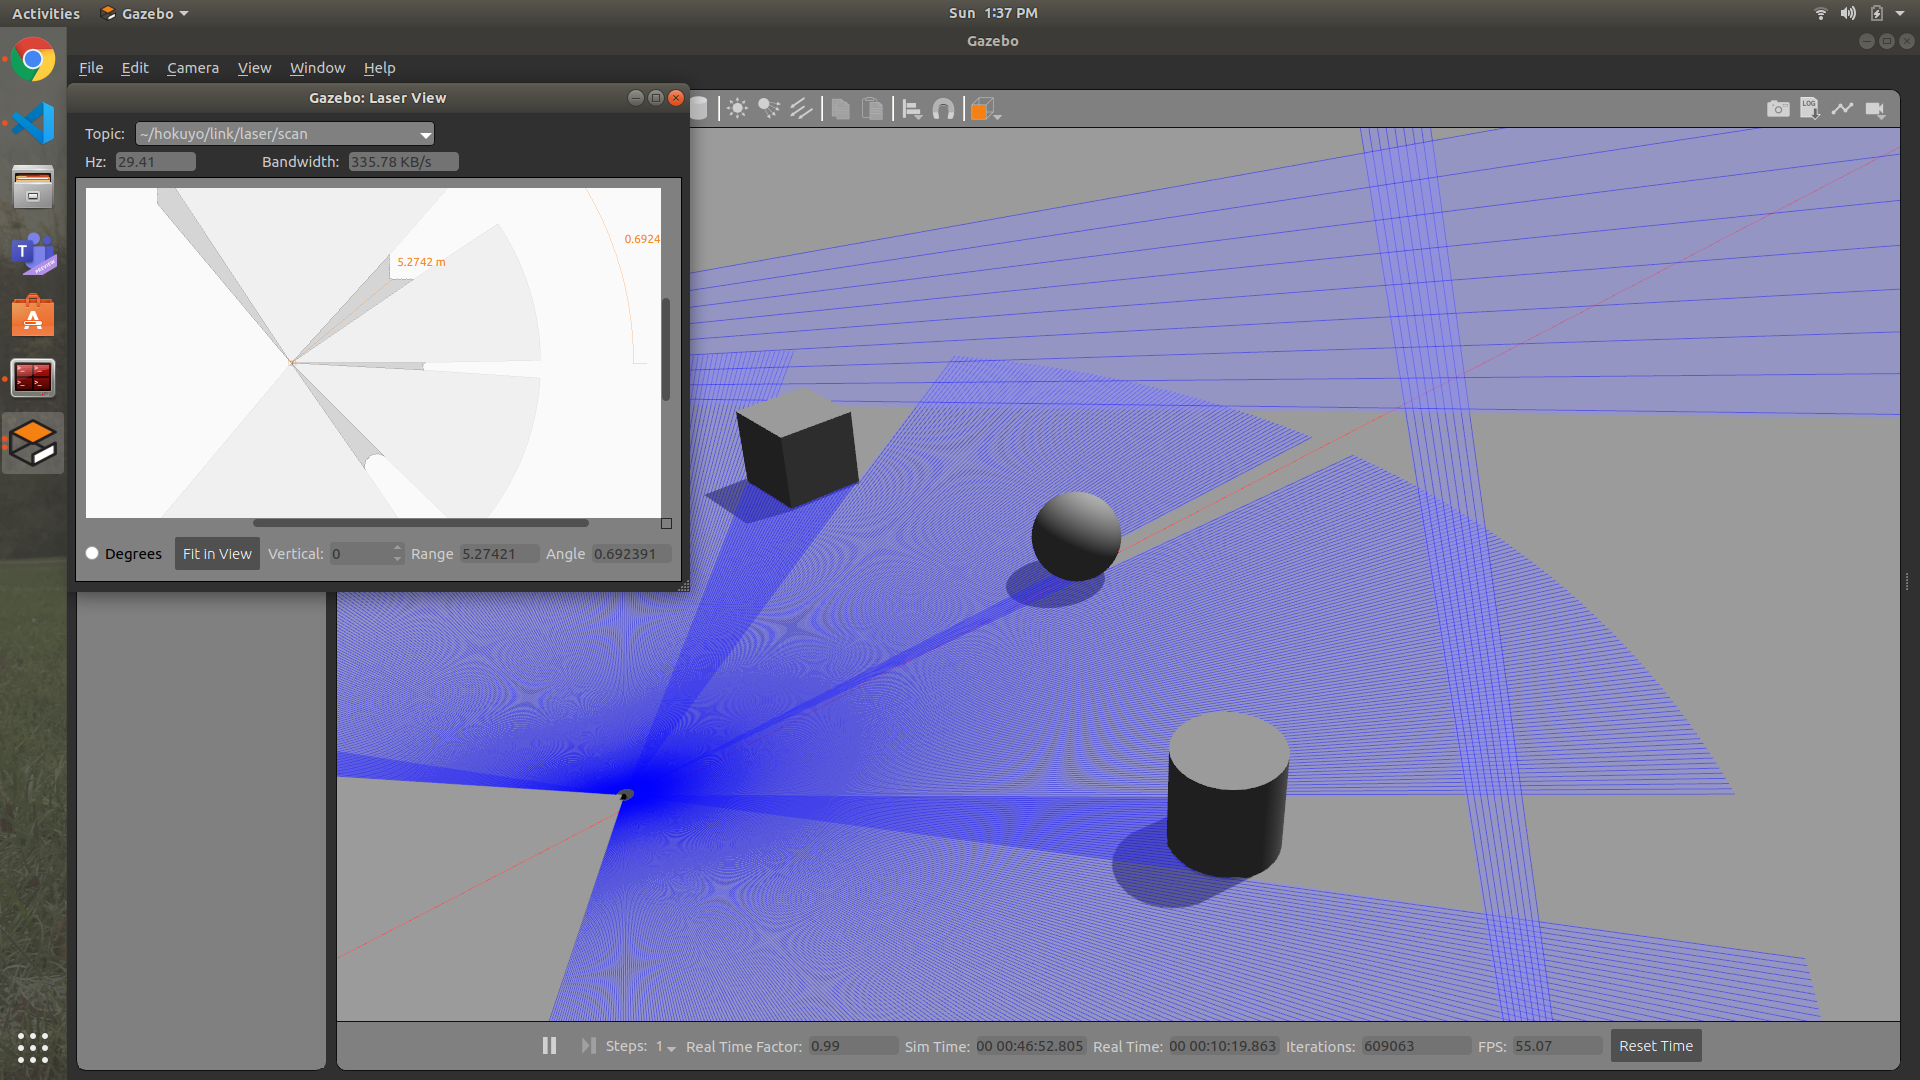 Activities Gazebo Sun 1:37 PM
Gazebo
File Edit Camera View Window Help
Gazebo: Laser View
LOG
Topic: ~/hokuyo/link/laser/scan
Hz: 29.41 Bandwidth: 335.78 KB/s
0.6924
5.2742 m
T
PREVIEW
Degrees Fit in View Vertical: 0 Range 5.27421 Angle 0.692391
Steps: 1 Real Time Factor: 0.99 Sim Time: 00 00:46:52.805 Real Time: 00 00:10:19.863 Iterations: 609063 FPS: 55.07 Reset Time